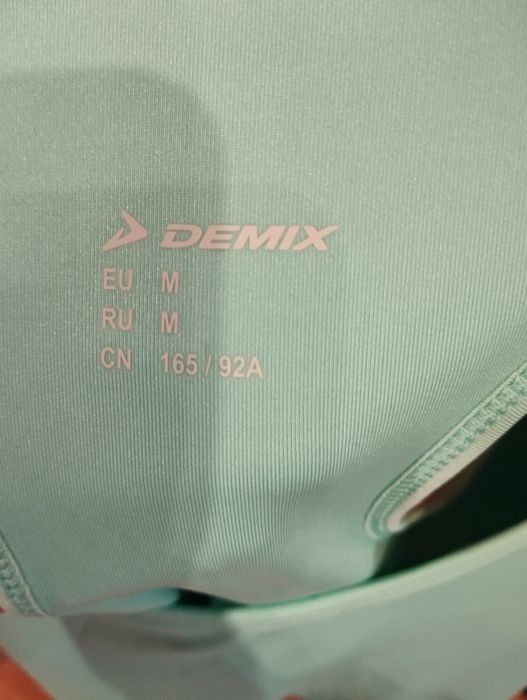 DEMIX
EU M
RU M
CN 165 / 92A